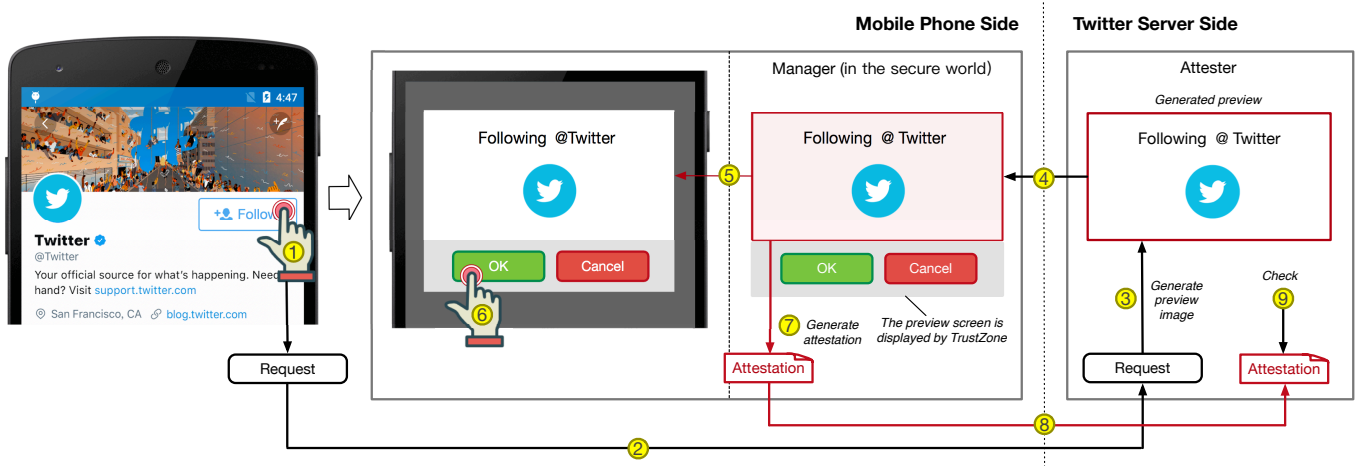 Mobile Phone Side
Twitter Server Side
4:47
Follow
Twitter
@Twitter
Your official source for what's happening. Need
hand? Visit support.twitter.com
San Francisco, CA
blog.twitter.com
1
Request
2
Following @Twitter
OK
Cancel
6
5
Manager (in the secure world)
Following @ Twitter
OK
Cancel
7
Generate
attestation
The preview screen is
displayed by TrustZone
Attestation
4
8
Attester
Generated preview
Following @ Twitter
3
Generate
preview
image
Request
Check
9
Attestation